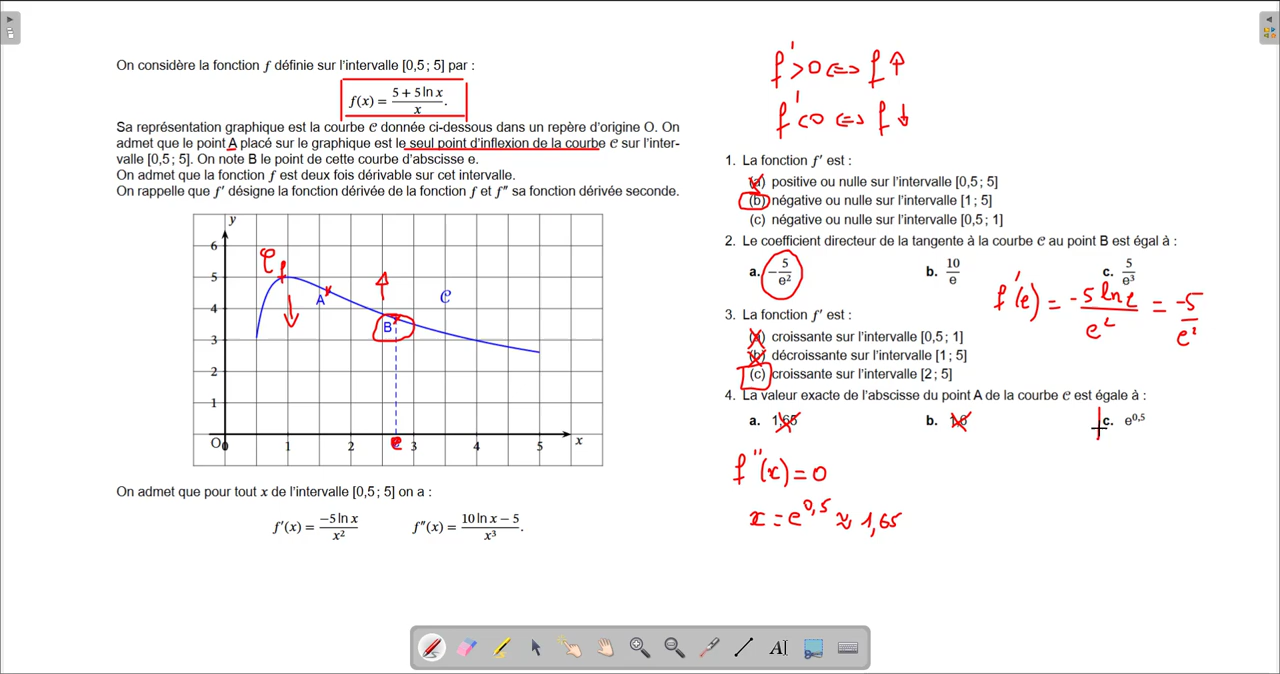 On considère la fonction f définie sur l'intervalle [0,5 ; 5] par :
f(x) = (5 + 5 ln x)/x.
Sa représentation graphique est la courbe 𝒞 donnée ci-dessous dans un repère d'origine O. On
admet que le point A placé sur le graphique est le seul point d'inflexion de la courbe 𝒞 sur l'inter-
valle [0,5 ; 5]. On note B le point de cette courbe d'abscisse e.
On admet que la fonction f est deux fois dérivable sur cet intervalle.
On rappelle que f′ désigne la fonction dérivée de la fonction f et f″ sa fonction dérivée seconde.
y
6
5
4
3
2
1
O
0
1
2
e
3
4
5
x
𝒞f
A
B
𝒞
On admet que pour tout x de l'intervalle [0,5 ; 5] on a :
f′(x) = (−5 ln x)/x² f″(x) = (10 ln x − 5)/x³.
f' > 0 ⇔ f ↑
f' < 0 ⇔ f ↓
1. La fonction f′ est :
(a) positive ou nulle sur l'intervalle [0,5 ; 5]
(b) négative ou nulle sur l'intervalle [1 ; 5]
(c) négative ou nulle sur l'intervalle [0,5 ; 1]
2. Le coefficient directeur de la tangente à la courbe 𝒞 au point B est égal à :
a. −5/e² b. 10/e c. 5/e³
f'(e) = −5 ln e/e² = −5/e²
3. La fonction f′ est :
(a) croissante sur l'intervalle [0,5 ; 1]
(b) décroissante sur l'intervalle [1 ; 5]
(c) croissante sur l'intervalle [2 ; 5]
4. La valeur exacte de l'abscisse du point A de la courbe 𝒞 est égale à :
a. 1,65 b. 1,6 c. e^0,5
f''(x) = 0
x = e^0,5 ≈ 1,65
AI